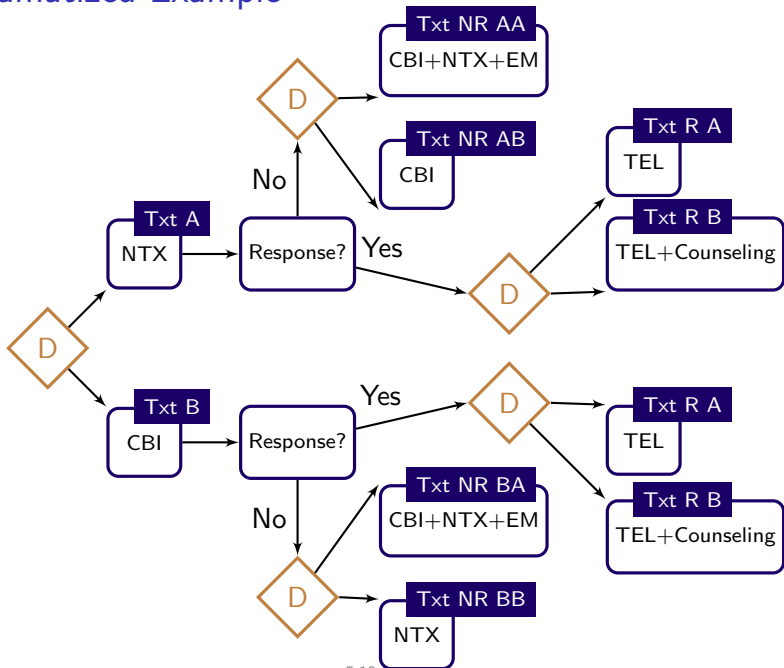 Txt NR AA
CBI+NTX+EM
D
Txt NR AB
CBI
Txt R A
TEL
No
Txt A
NTX
Response?
Yes
Txt R B
TEL+Counseling
D
D
Txt B
CBI
Response?
Yes
D
Txt R A
TEL
No
Txt NR BA
CBI+NTX+EM
Txt R B
TEL+Counseling
D
Txt NR BB
NTX